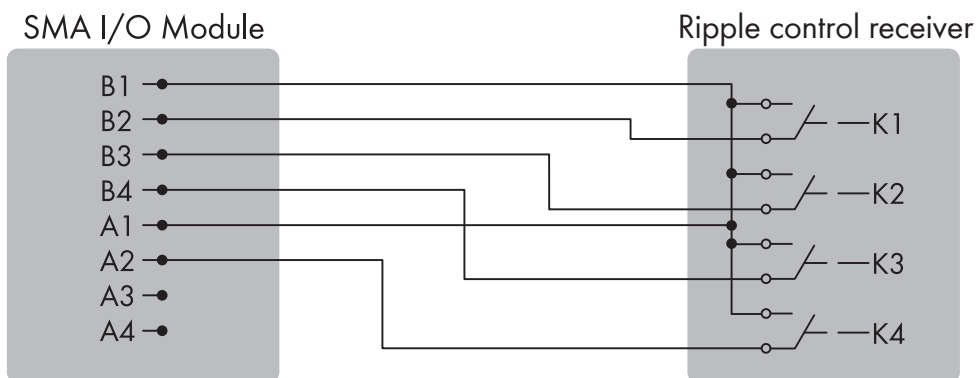 SMA I/O Module
Ripple control receiver
B1
B2
B3
B4
A1
A2
A3
A4
K1
K2
K3
K4